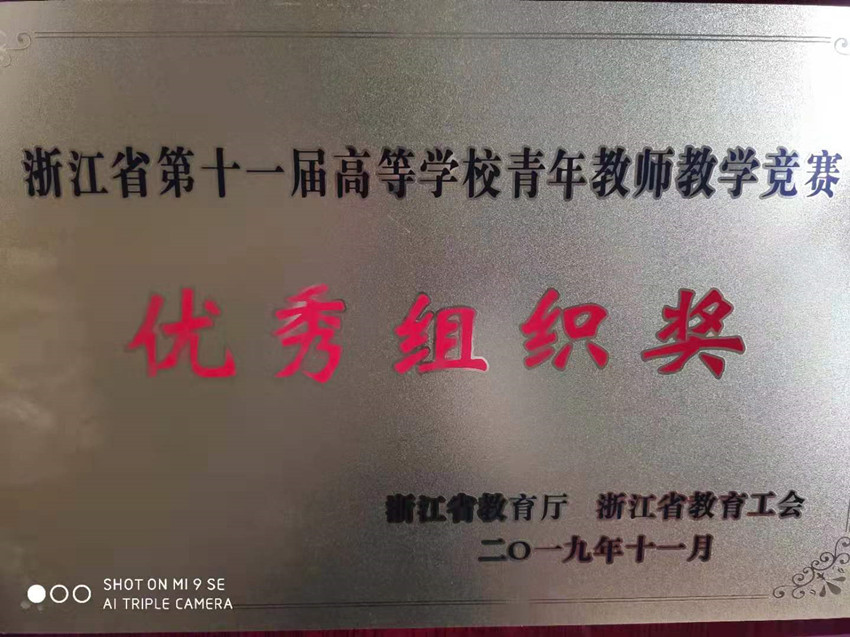 浙江省第十一届高等学校青年教师教学竞赛
优秀组织奖
浙江省教育厅 浙江省教育工会
二〇一九年十一月
SHOT ON MI 9 SE
AI TRIPLE CAMERA